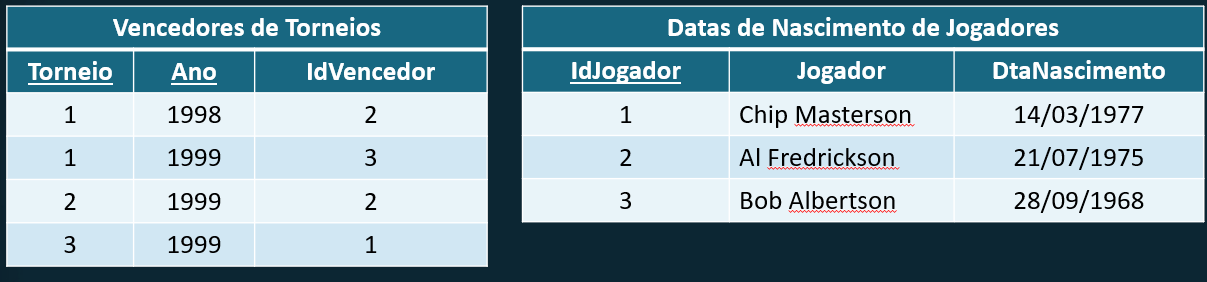 Vencedores de Torneios
Torneio Ano IdVencedor
1 1998 2
1 1999 3
2 1999 2
3 1999 1
Datas de Nascimento de Jogadores
IdJogador Jogador DtaNascimento
1 Chip Masterson 14/03/1977
2 Al Fredrickson 21/07/1975
3 Bob Albertson 28/09/1968